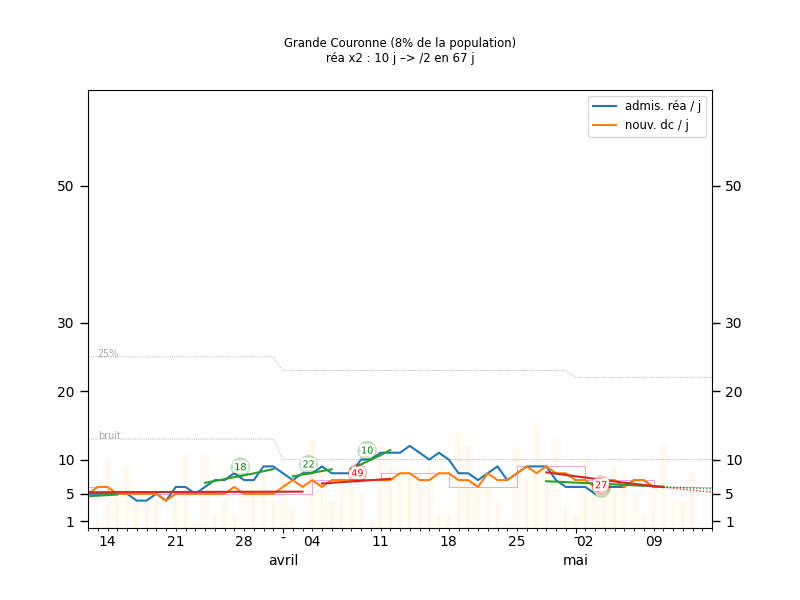 Grande Couronne (8% de la population)
réa x2 : 10 j –> /2 en 67 j
admis. réa / j
nouv. dc / j
50 50
30 30
25%
20 20
bruit
10 10
18 22 10 49 27
5 5
1 1
14 21 28 - 04 11 18 25 - 02 09
avril mai